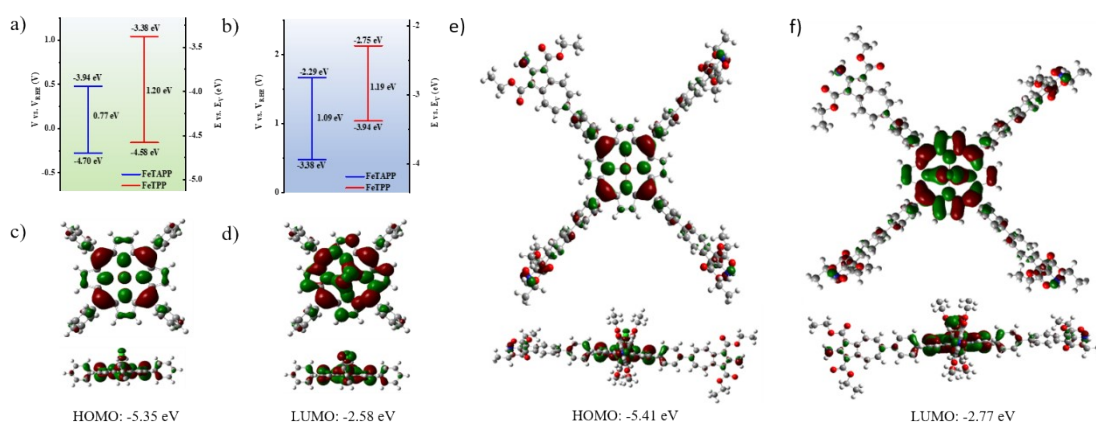 a)
-3.38 eV
1.0
-3.5
V vs. V_RHE (V)
-3.94 eV
0.5
-4.0
E vs. E_V (eV)
0.77 eV
1.20 eV
0.0
-4.5
-4.70 eV
-4.58 eV
-0.5
FeTAPP
FeTPP
-5.0
b)
-2
-2.75 eV
2
V vs. V_RHE (V)
-2.29 eV
1.19 eV
-3
E vs. E_V (eV)
1.09 eV
1
-3.94 eV
-3.38 eV
-4
0
FeTAPP
FeTPP
c)
HOMO: -5.35 eV
d)
LUMO: -2.58 eV
e)
HOMO: -5.41 eV
f)
LUMO: -2.77 eV